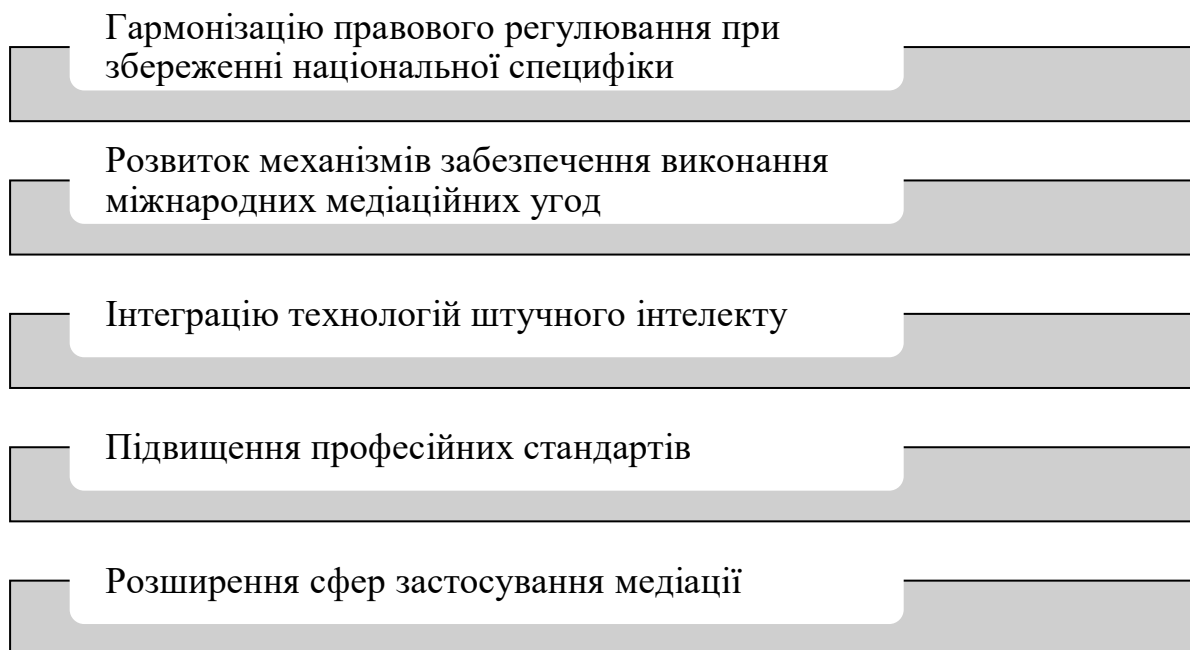 Гармонізацію правового регулювання при
збереженні національної специфіки
Розвиток механізмів забезпечення виконання
міжнародних медіаційних угод
Інтеграцію технологій штучного інтелекту
Підвищення професійних стандартів
Розширення сфер застосування медіації